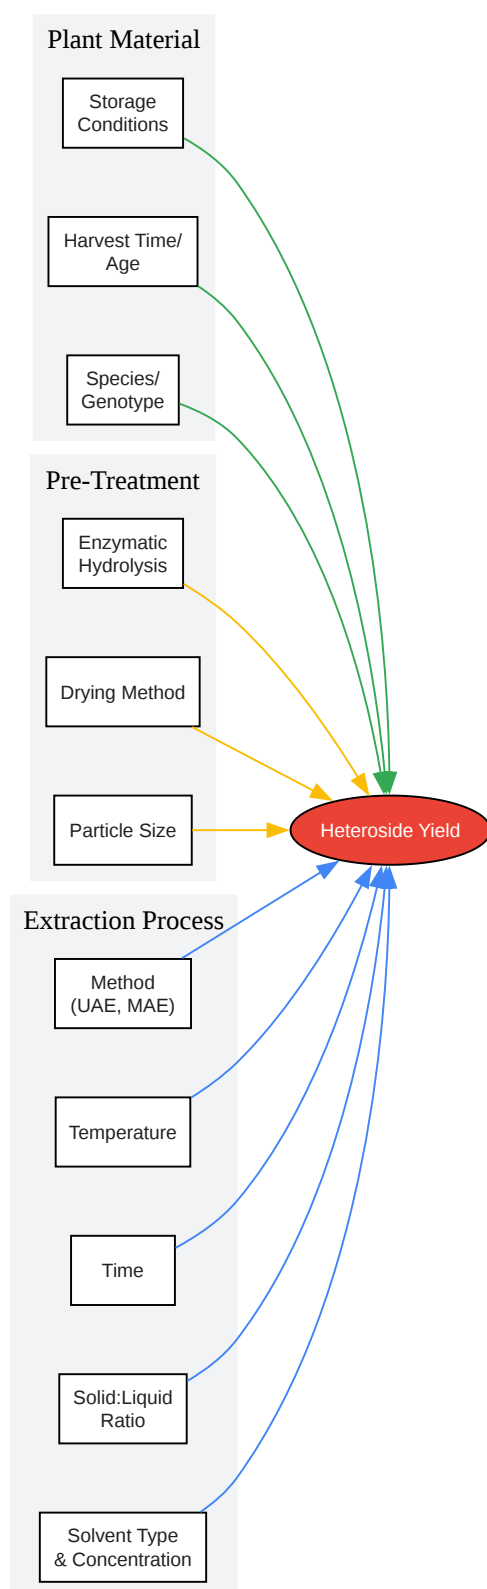 Plant Material
Storage
Conditions
Harvest Time/
Age
Species/
Genotype
Pre-Treatment
Enzymatic
Hydrolysis
Drying Method
Particle Size
Heteroside Yield
Extraction Process
Method
(UAE, MAE)
Temperature
Time
Solid:Liquid
Ratio
Solvent Type
& Concentration